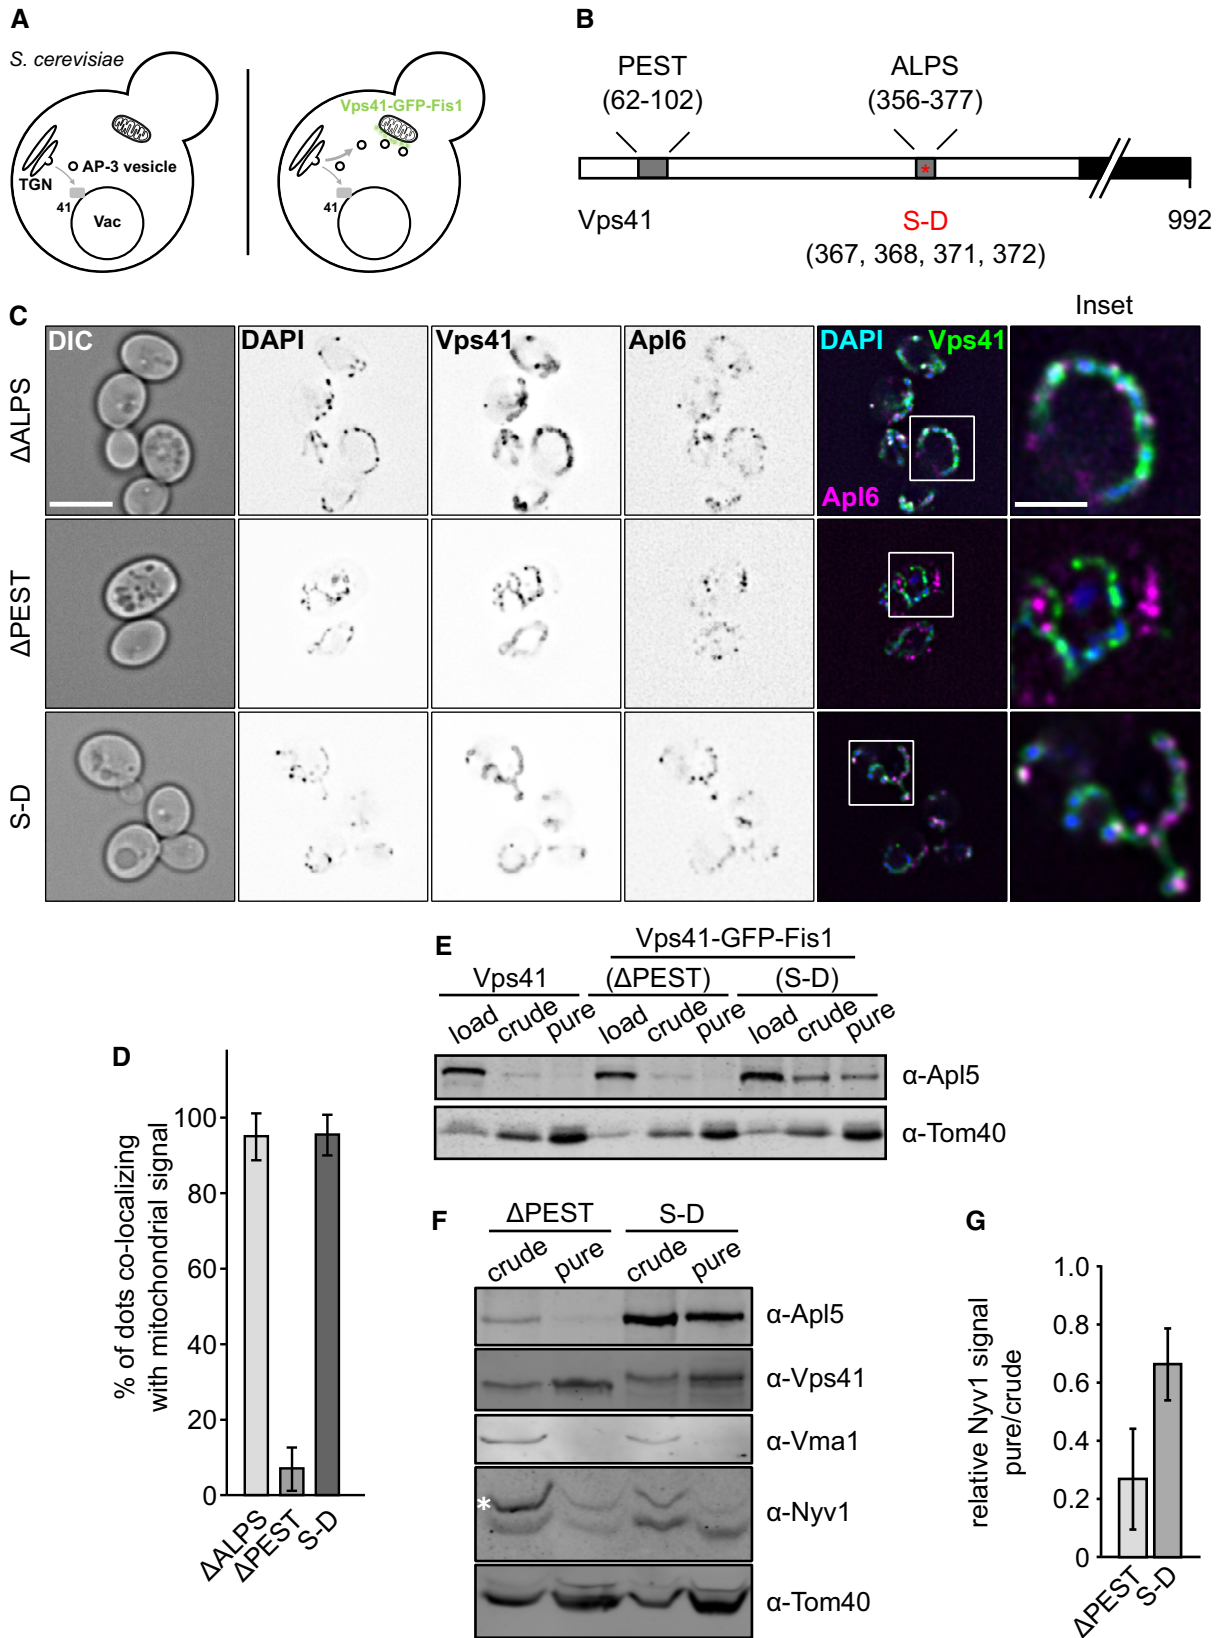 A
S. cerevisiae
TGN
AP-3 vesicle
41
Vac
Vps41-GFP-Fis1
41
B
PEST
(62-102)
ALPS
(356-377)
*
Vps41
S-D
(367, 368, 371, 372)
992
C
Inset
DIC
DAPI
Vps41
Apl6
DAPI
Vps41
Apl6
ΔALPS
ΔPEST
S-D
D
% of dots co-localizing
with mitochondrial signal
100
80
60
40
20
0
ΔALPS
ΔPEST
S-D
E
Vps41-GFP-Fis1
Vps41
(ΔPEST)
(S-D)
load crude pure load crude pure load crude pure
α-Apl5
α-Tom40
F
ΔPEST
S-D
crude pure crude pure
α-Apl5
α-Vps41
α-Vma1
*
α-Nyv1
α-Tom40
G
relative Nyv1 signal
pure/crude
1.0
0.8
0.6
0.4
0.2
0
ΔPEST
S-D